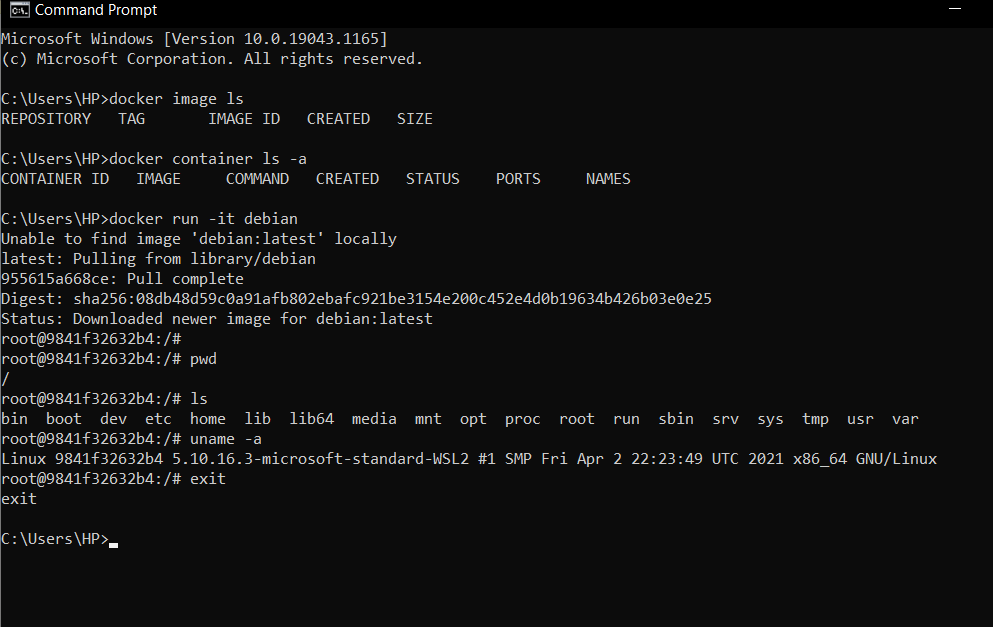 Command Prompt
Microsoft Windows [Version 10.0.19043.1165]
(c) Microsoft Corporation. All rights reserved.
C:\Users\HP>docker image ls
REPOSITORY   TAG       IMAGE ID   CREATED   SIZE
C:\Users\HP>docker container ls -a
CONTAINER ID   IMAGE     COMMAND   CREATED   STATUS    PORTS     NAMES
C:\Users\HP>docker run -it debian
Unable to find image 'debian:latest' locally
latest: Pulling from library/debian
955615a668ce: Pull complete
Digest: sha256:08db48d59c0a91afb802ebafc921be3154e200c452e4d0b19634b426b03e0e25
Status: Downloaded newer image for debian:latest
root@9841f32632b4:/#
root@9841f32632b4:/# pwd
/
root@9841f32632b4:/# ls
bin  boot  dev  etc  home  lib  lib64  media  mnt  opt  proc  root  run  sbin  srv  sys  tmp  usr  var
root@9841f32632b4:/# uname -a
Linux 9841f32632b4 5.10.16.3-microsoft-standard-WSL2 #1 SMP Fri Apr 2 22:23:49 UTC 2021 x86_64 GNU/Linux
root@9841f32632b4:/# exit
exit
C:\Users\HP>